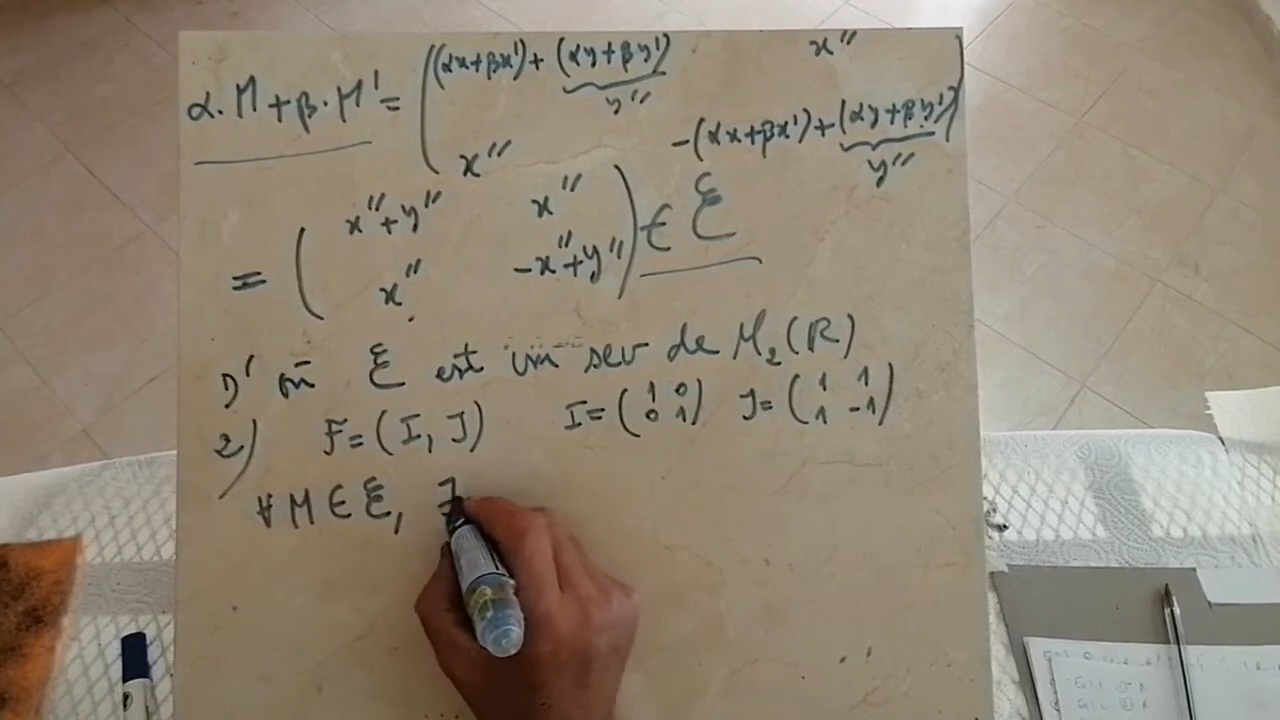 α.M+β.M'= ( (αx+βx')+(αy+βy') x''
y''
x'' -(αx+βx')+(αy+βy') )
y''
= ( x''+y'' x''
x'' -x''+y'' ) ∈ ℰ
D'où ℰ est un sev de M₂(R)
2) F=(I, J) I=(1 0 0 1) J=(1 1 1 -1)
∀ M ∈ ℰ, ∃